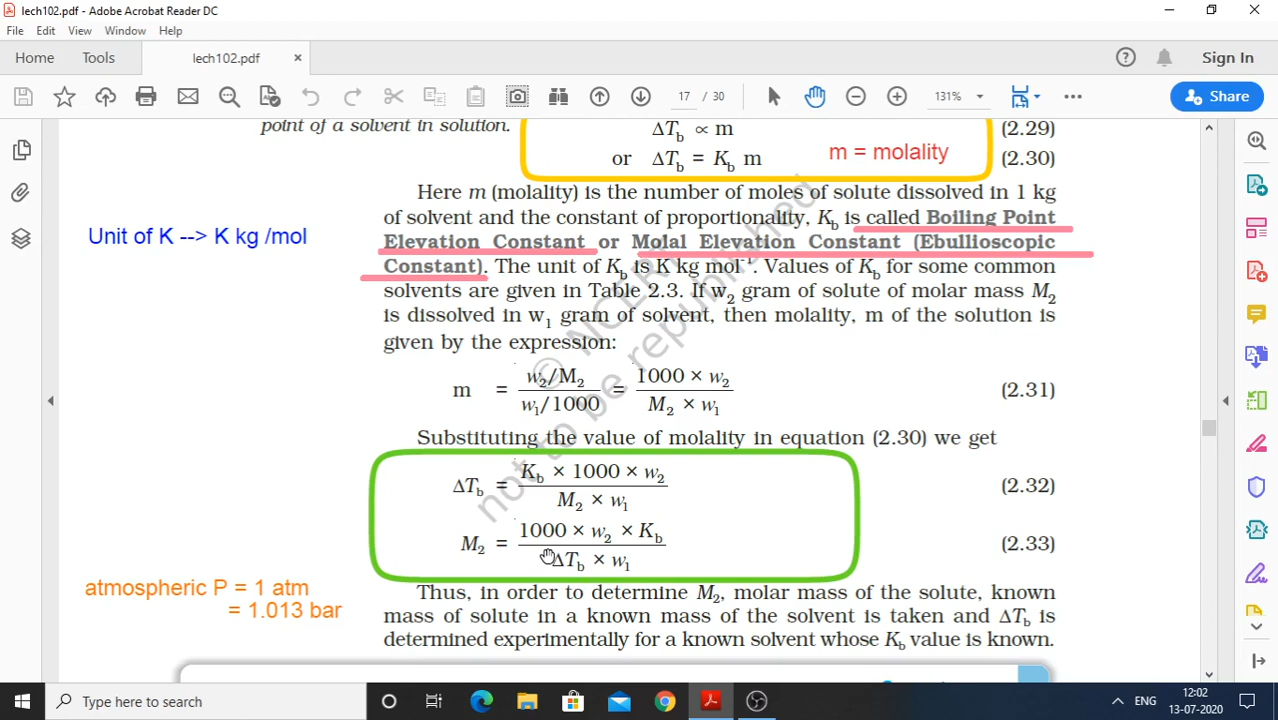 lech102.pdf - Adobe Acrobat Reader DC
File Edit View Window Help
Home Tools lech102.pdf × Sign In
17 / 30 131% Share
point of a solvent in solution.
ΔTb ∝ m (2.29)
or ΔTb = Kb m m = molality (2.30)
Here m (molality) is the number of moles of solute dissolved in 1 kg
of solvent and the constant of proportionality, Kb is called Boiling Point
Unit of K --> K kg /mol
Elevation Constant or Molal Elevation Constant (Ebullioscopic
Constant). The unit of Kb is K kg mol⁻¹. Values of Kb for some common
solvents are given in Table 2.3. If w2 gram of solute of molar mass M2
is dissolved in w1 gram of solvent, then molality, m of the solution is
given by the expression:
m = w2/M2 / w1/1000 = 1000 × w2 / M2 × w1 (2.31)
Substituting the value of molality in equation (2.30) we get
ΔTb = Kb × 1000 × w2 / M2 × w1 (2.32)
M2 = 1000 × w2 × Kb / ΔTb × w1 (2.33)
atmospheric P = 1 atm
= 1.013 bar
Thus, in order to determine M2, molar mass of the solute, known
mass of solute in a known mass of the solvent is taken and ΔTb is
determined experimentally for a known solvent whose Kb value is known.
© NCERT
not to be republished
Type here to search
ENG
12:02
13-07-2020